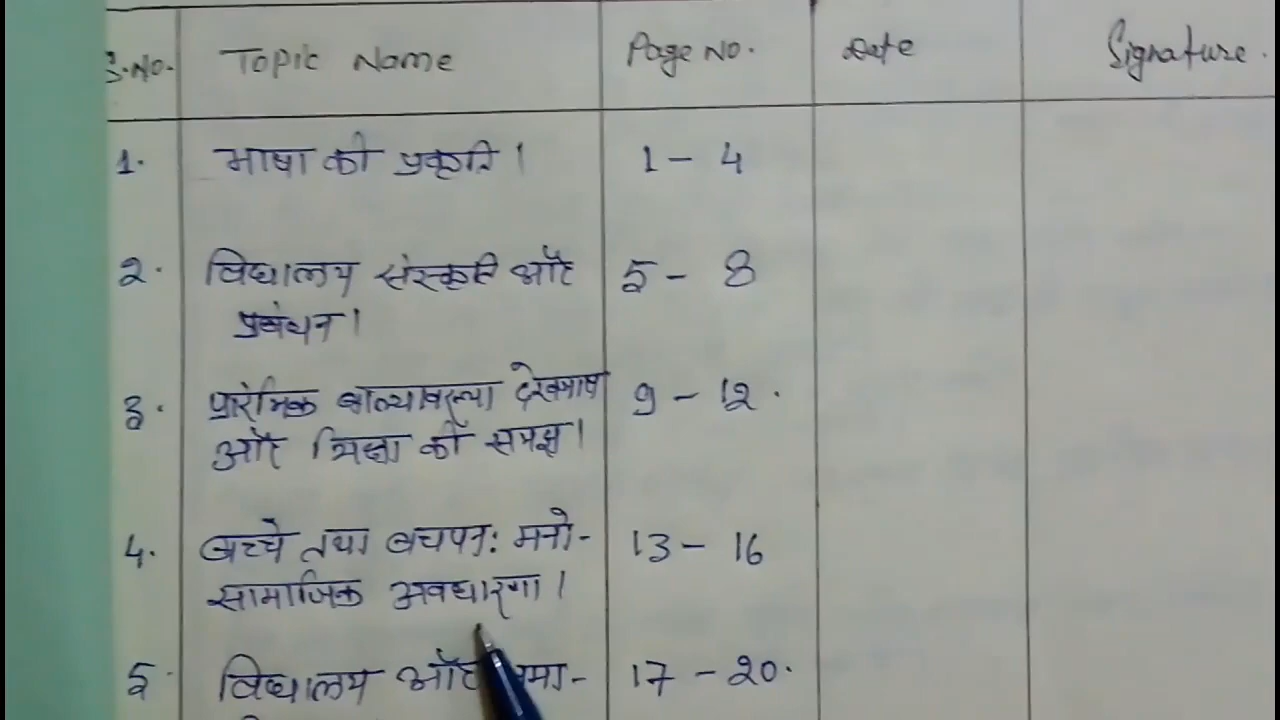 S.No. Topic Name Page No. Date Signature.
1. भाषा की प्रकृति। 1 - 4
2. विद्यालय संस्कृति और 5 - 8
प्रबंधन।
3. प्रारंभिक बाल्यावस्था देखभाल 9 - 12.
और शिक्षा की समझ।
4. बच्चे तथा बचपन: मनो- 13 - 16
सामाजिक अवधारणा।
5. विद्यालय और 17 - 20.